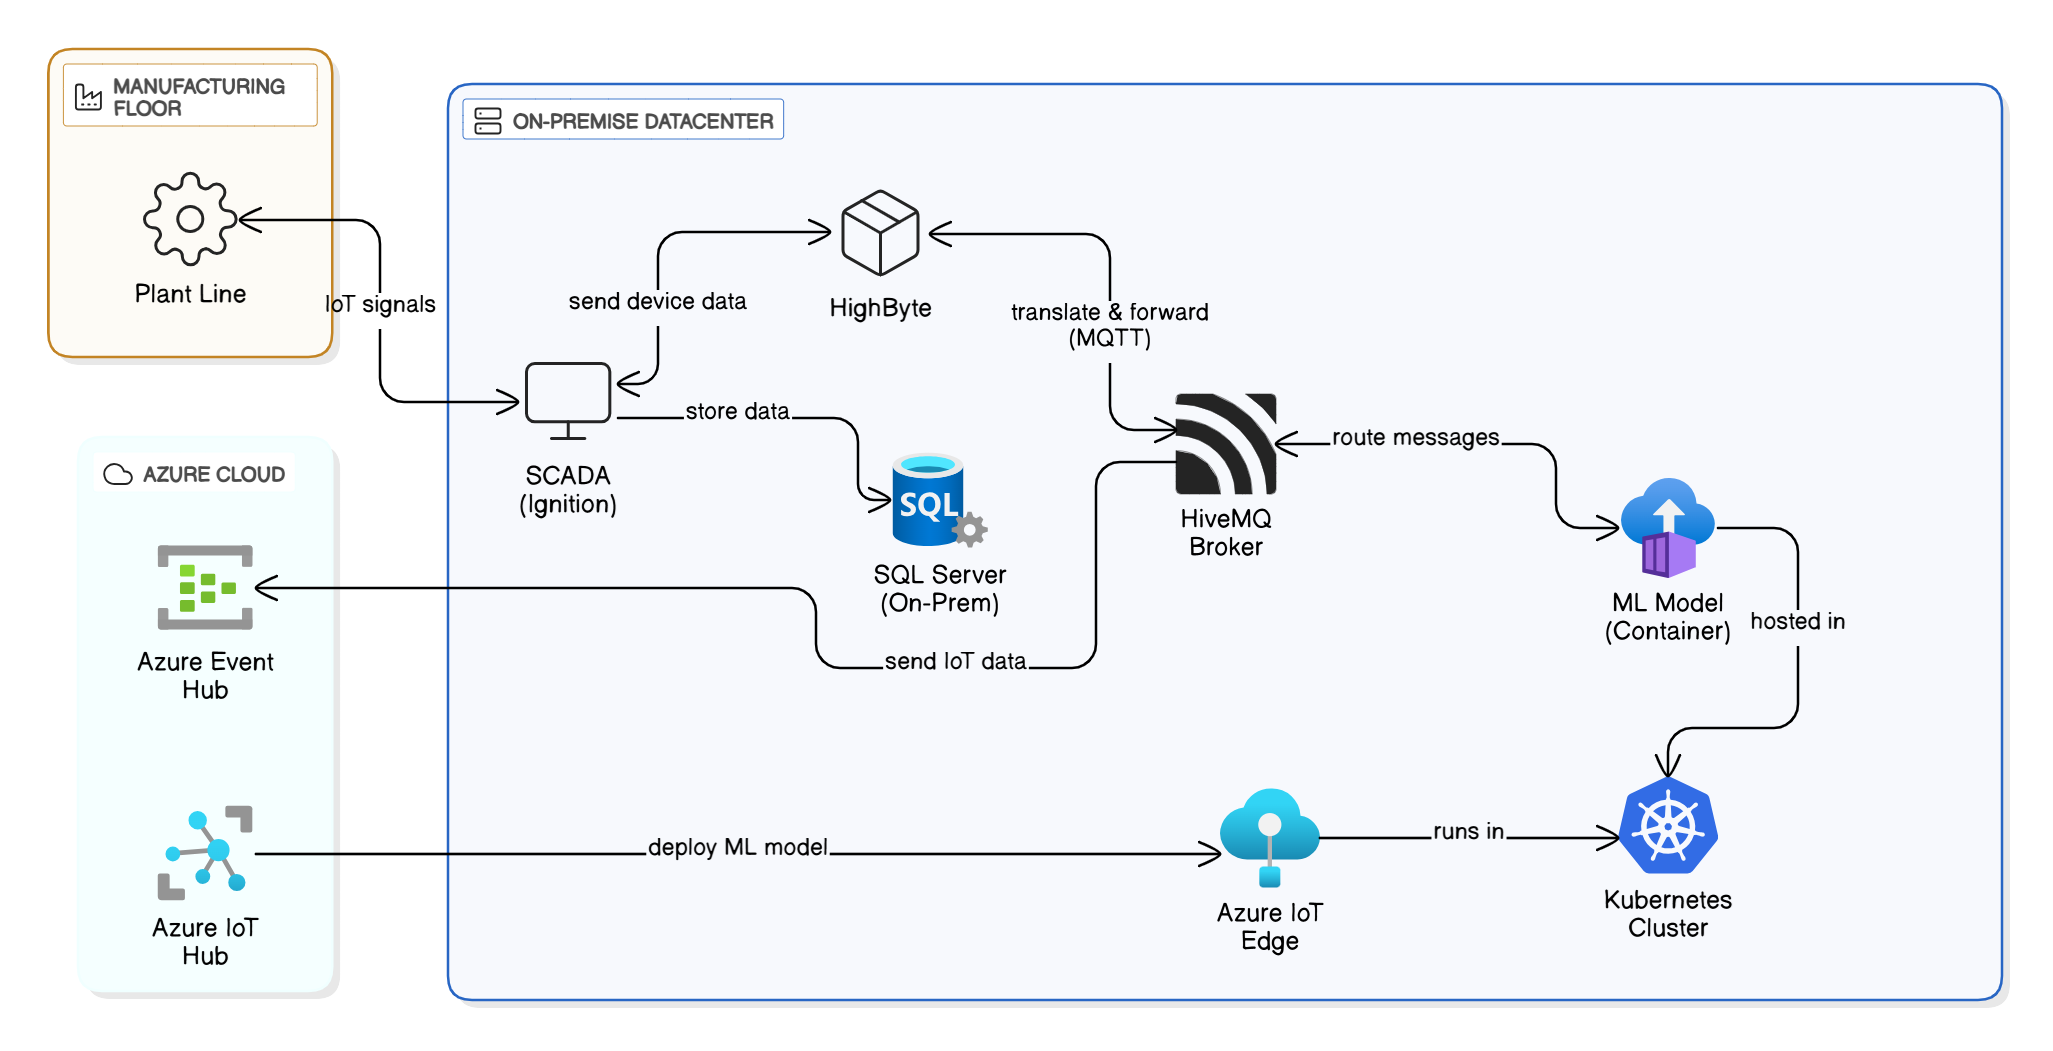 MANUFACTURING
FLOOR
Plant Line
IoT signals
ON-PREMISE DATACENTER
send device data
HighByte
translate & forward
(MQTT)
SCADA
(Ignition)
store data
SQL
SQL Server
(On-Prem)
HiveMQ
Broker
route messages
ML Model
(Container)
hosted in
AZURE CLOUD
Azure Event
Hub
send IoT data
Azure IoT
Hub
deploy ML model
Azure IoT
Edge
runs in
Kubernetes
Cluster